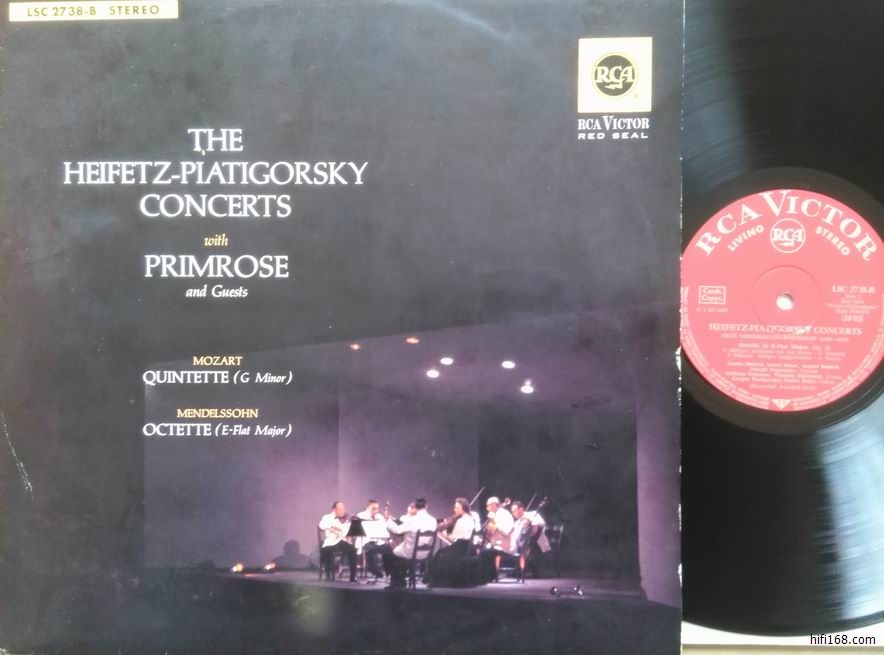 LSC 2738-B STEREO
RCA
RCA VICTOR
RED SEAL
THE
HEIFETZ-PIATIGORSKY
CONCERTS
with
PRIMROSE
and Guests
MOZART
QUINTETTE (G Minor)
MENDELSSOHN
OCTETTE (E-Flat Major)
RCA VICTOR
LIVING STEREO
RCA
LSC 2738-B
HEIFETZ-PIATIGORSKY CONCERTS
hifi168.com